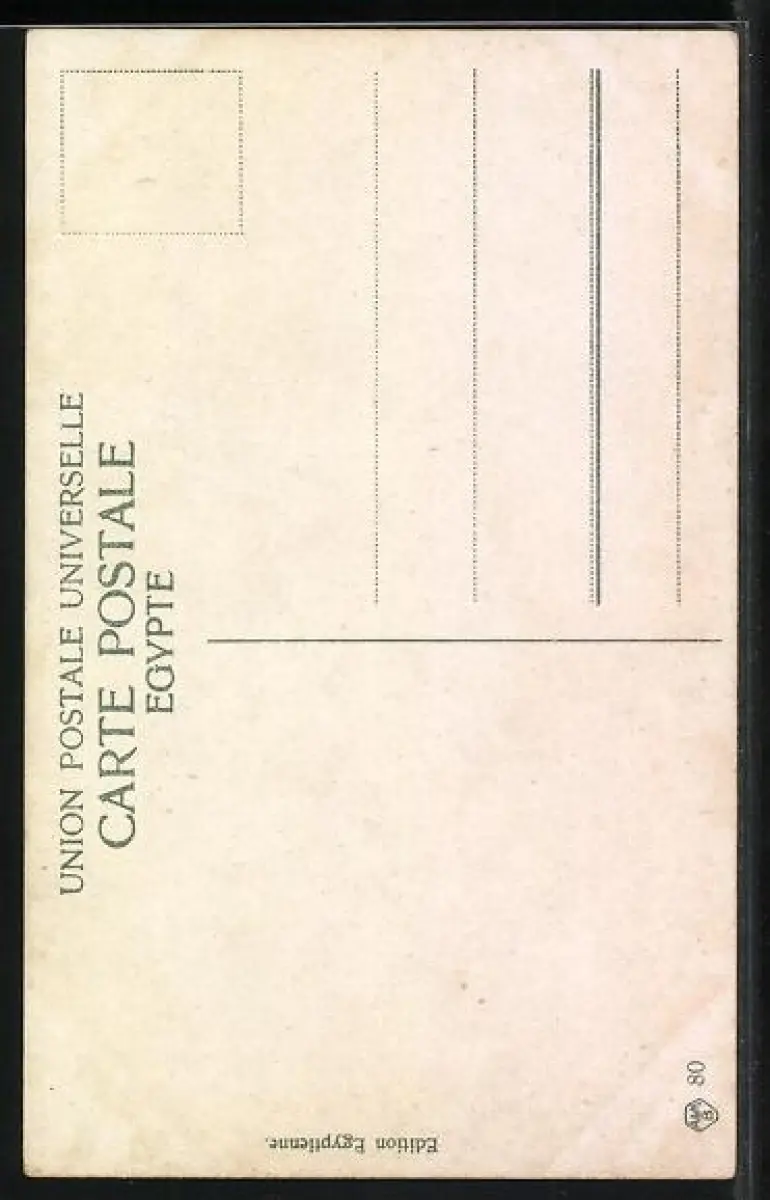 UNION POSTALE UNIVERSELLE
CARTE POSTALE
EGYPTE
Edition Egyptienne.
80